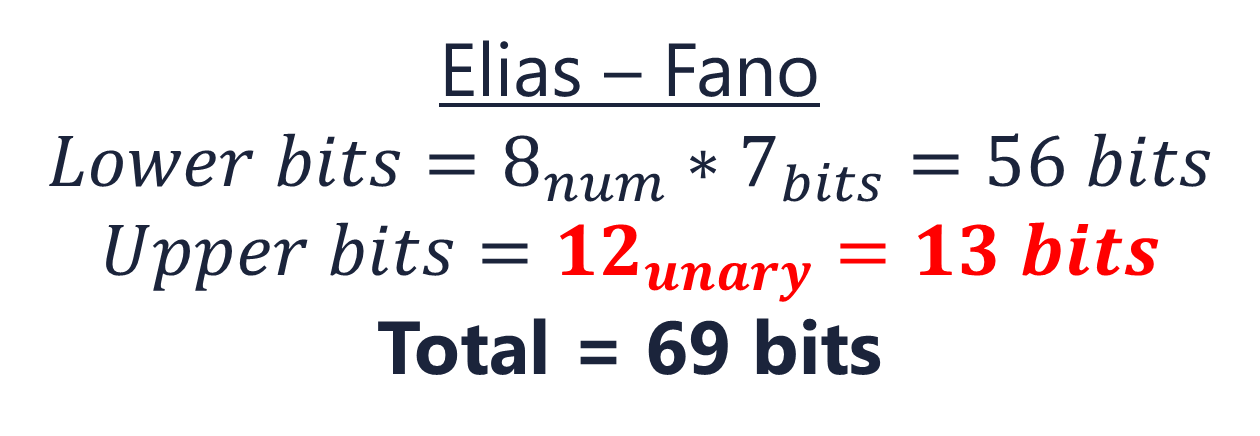 Elias – Fano
Lower bits = 8num * 7bits = 56 bits
Upper bits = 12unary = 13 bits
Total = 69 bits